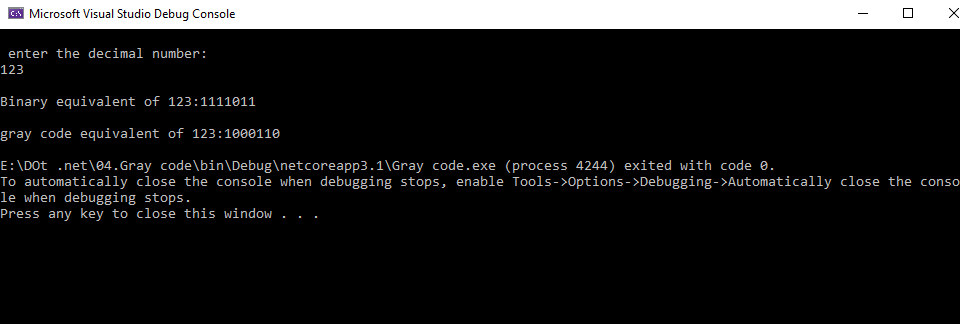 Microsoft Visual Studio Debug Console
enter the decimal number:
123
Binary equivalent of 123:1111011
gray code equivalent of 123:1000110
E:\DOt .net\04.Gray code\bin\Debug\netcoreapp3.1\Gray code.exe (process 4244) exited with code 0.
To automatically close the console when debugging stops, enable Tools->Options->Debugging->Automatically close the conso
le when debugging stops.
Press any key to close this window . . .